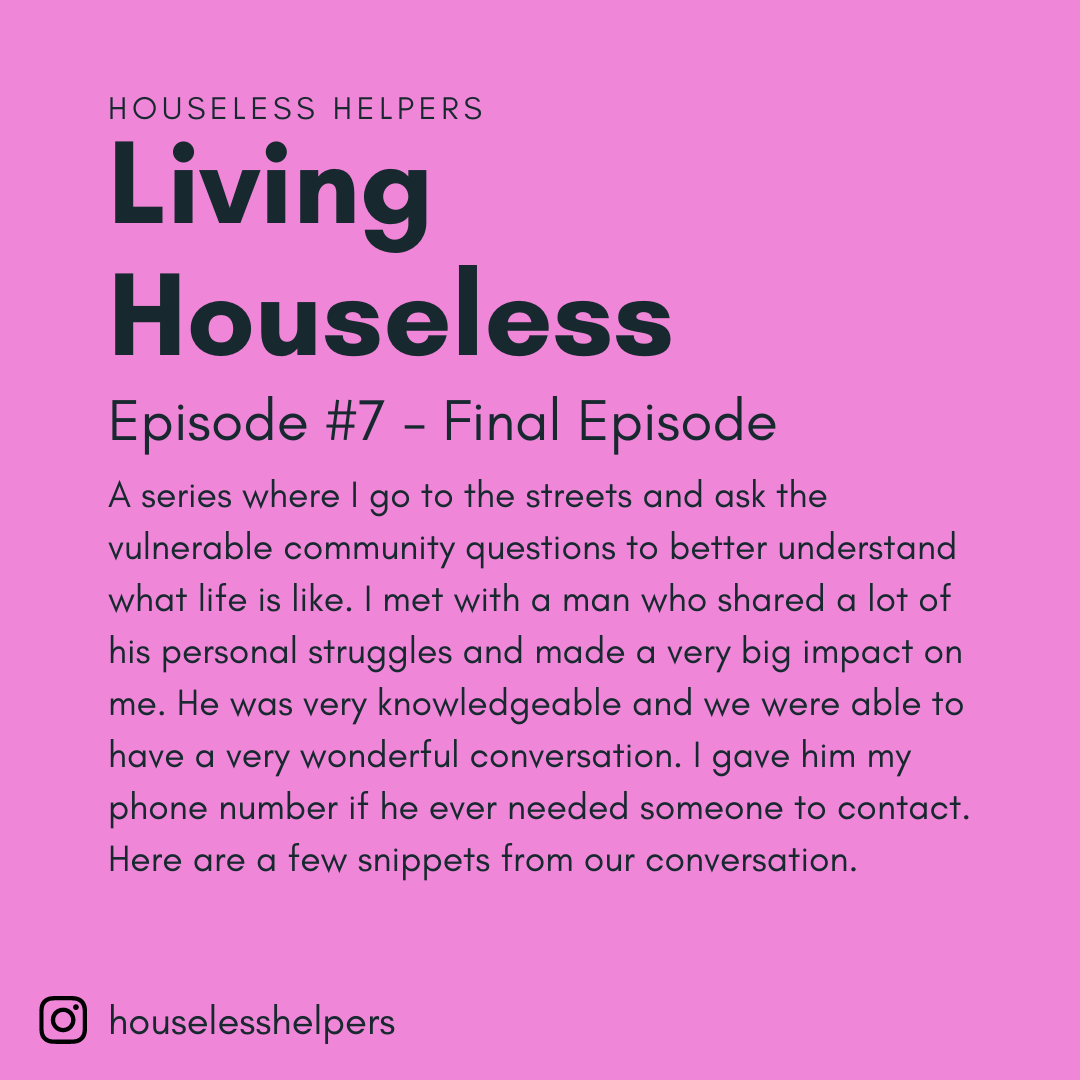 HOUSELESS HELPERS
Living
Houseless
Episode #7 – Final Episode
A series where I go to the streets and ask the
vulnerable community questions to better understand
what life is like. I met with a man who shared a lot of
his personal struggles and made a very big impact on
me. He was very knowledgeable and we were able to
have a very wonderful conversation. I gave him my
phone number if he ever needed someone to contact.
Here are a few snippets from our conversation.
houselesshelpers